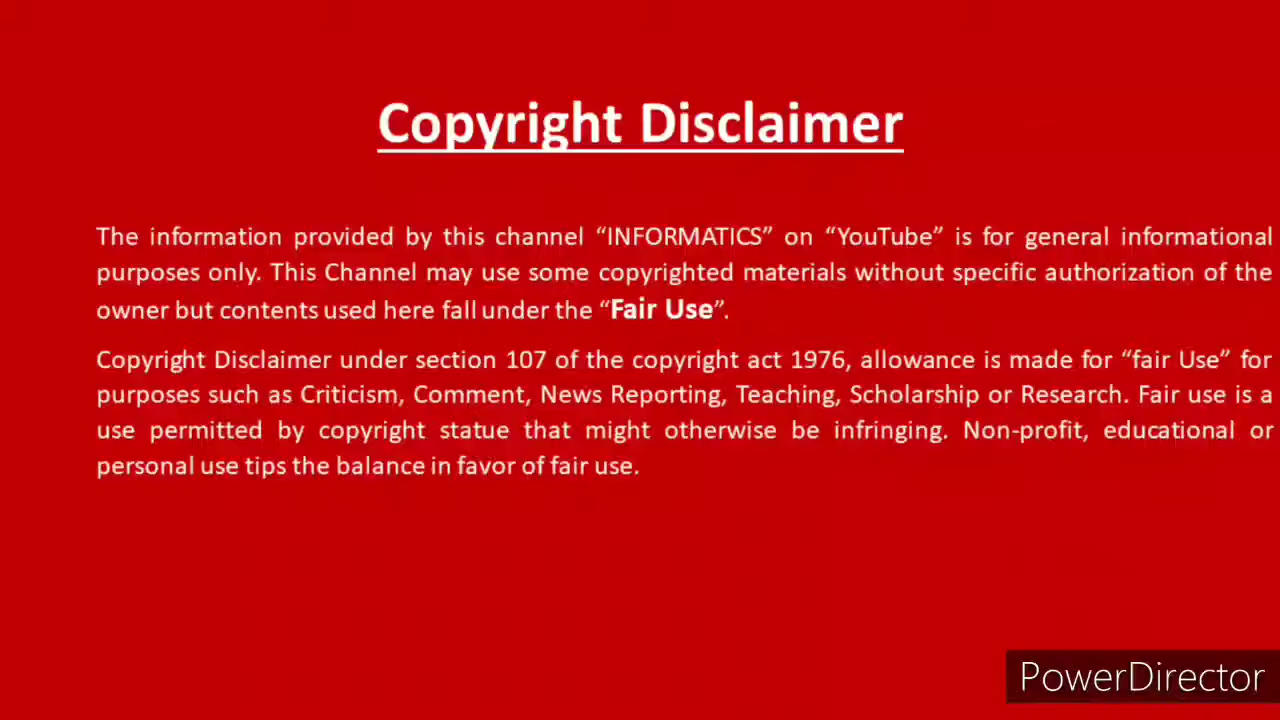 Copyright Disclaimer
The information provided by this channel “INFORMATICS” on “YouTube” is for general informational
purposes only. This Channel may use some copyrighted materials without specific authorization of the
owner but contents used here fall under the “Fair Use”.
Copyright Disclaimer under section 107 of the copyright act 1976, allowance is made for “fair Use” for
purposes such as Criticism, Comment, News Reporting, Teaching, Scholarship or Research. Fair use is a
use permitted by copyright statue that might otherwise be infringing. Non-profit, educational or
personal use tips the balance in favor of fair use.
PowerDirector